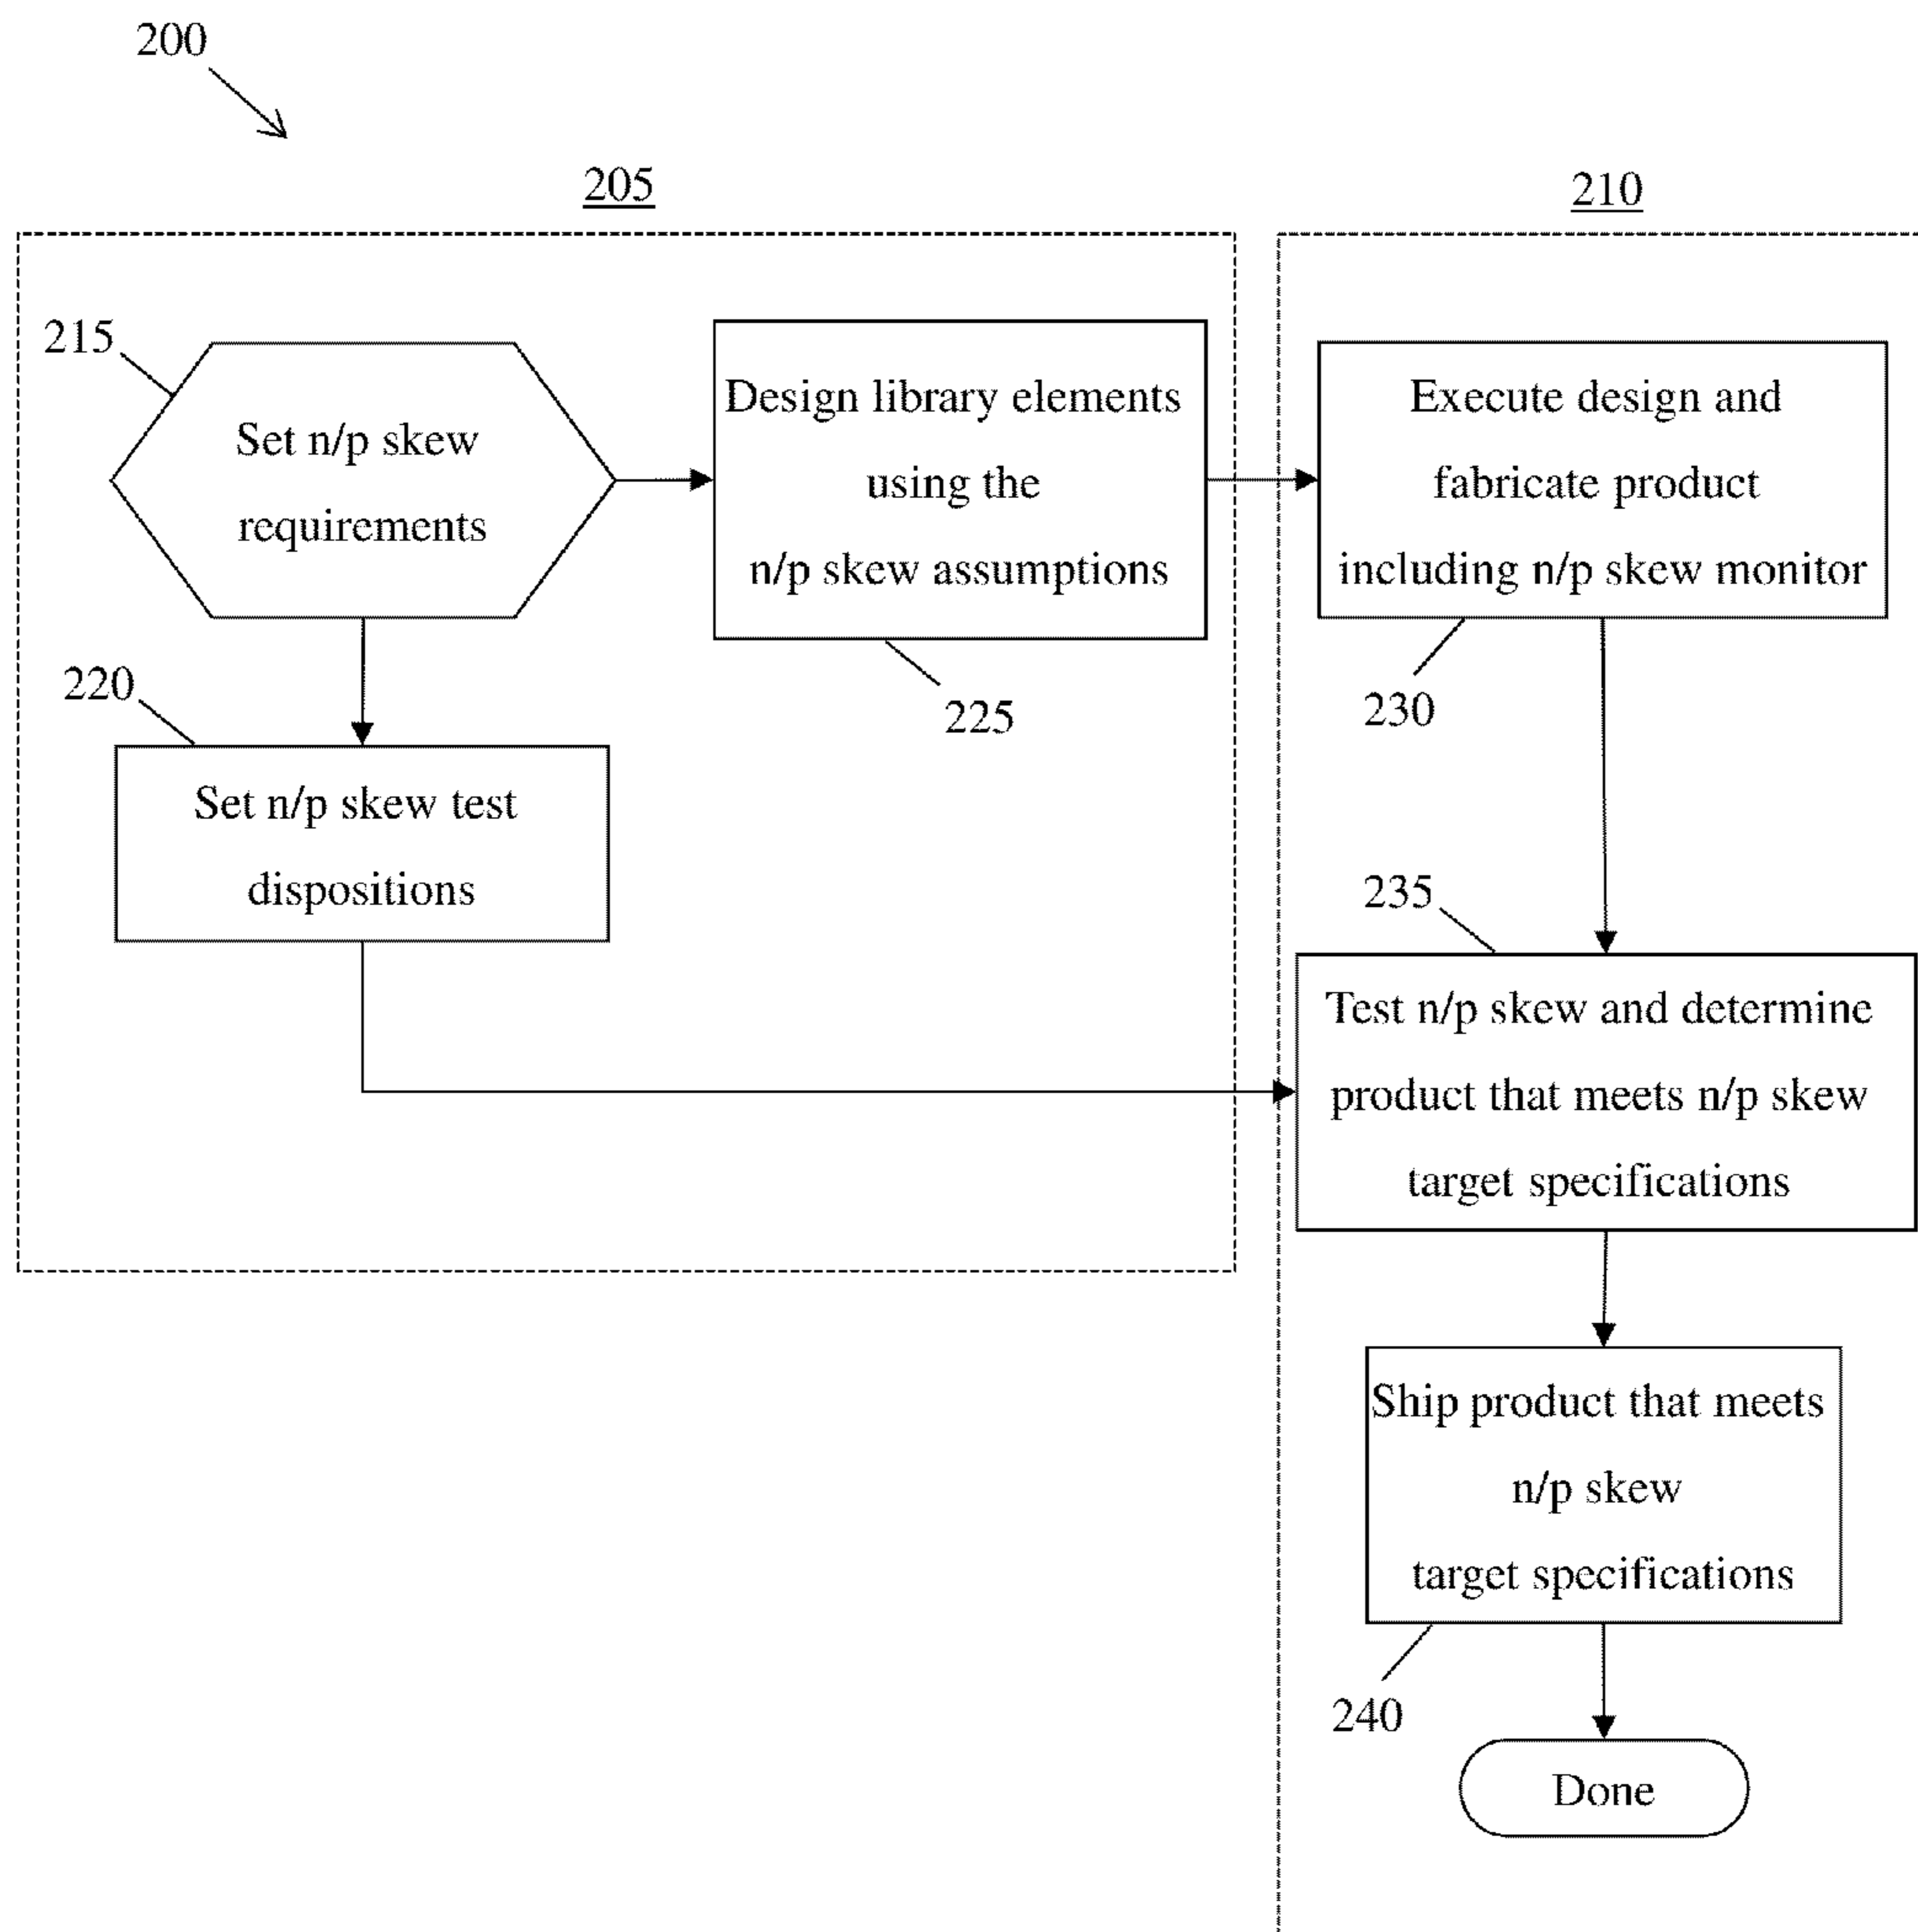 200
205
210
215
Set n/p skew
requirements
Design library elements
using the
n/p skew assumptions
225
Execute design and
fabricate product
including n/p skew monitor
230
220
Set n/p skew test
dispositions
235
Test n/p skew and determine
product that meets n/p skew
target specifications
Ship product that meets
n/p skew
target specifications
240
Done